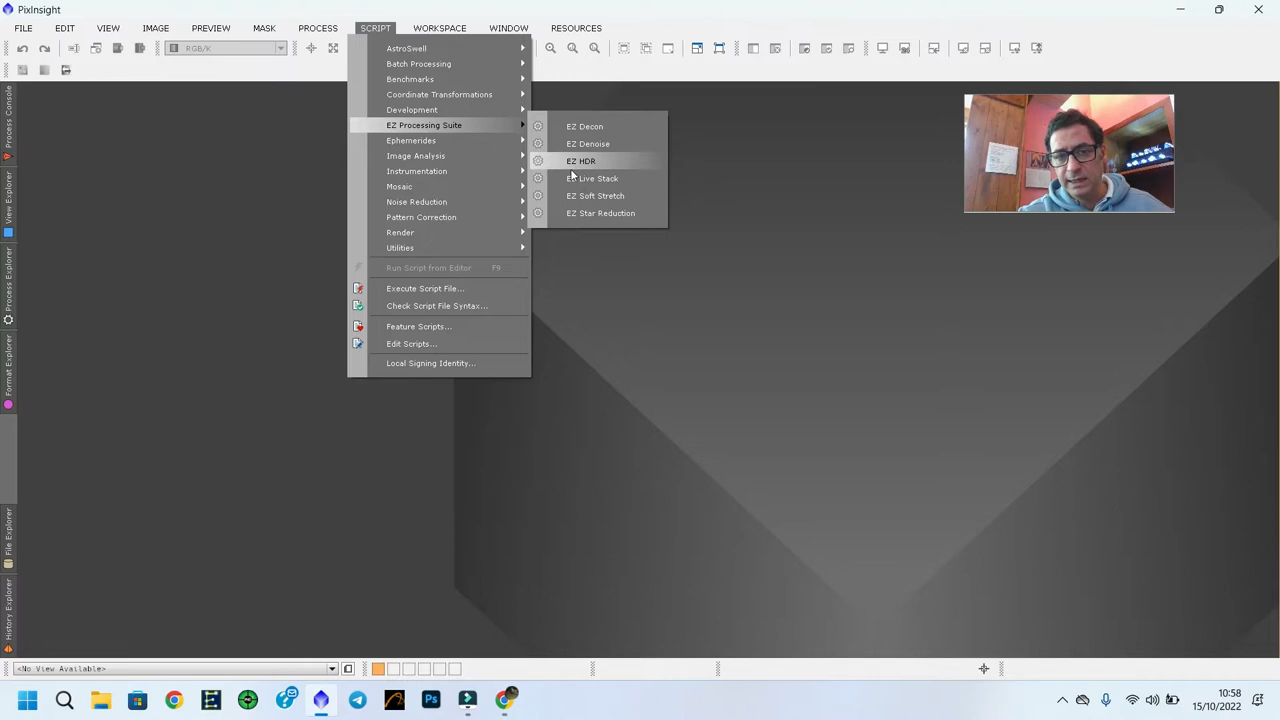 PixInsight
FILE EDIT VIEW IMAGE PREVIEW MASK PROCESS SCRIPT WORKSPACE WINDOW RESOURCES
RGB/K
AstroSwell
Batch Processing
Benchmarks
Coordinate Transformations
Development
EZ Processing Suite
Ephemerides
Image Analysis
Instrumentation
Mosaic
Noise Reduction
Pattern Correction
Render
Utilities
Run Script from Editor F9
Execute Script File...
Check Script File Syntax...
Feature Scripts...
Edit Scripts...
Local Signing Identity...
EZ Decon
EZ Denoise
EZ HDR
EZ Live Stack
EZ Soft Stretch
EZ Star Reduction
Process Console
View Explorer
Process Explorer
Format Explorer
File Explorer
History Explorer
<No View Available>
Ps
10:58
15/10/2022